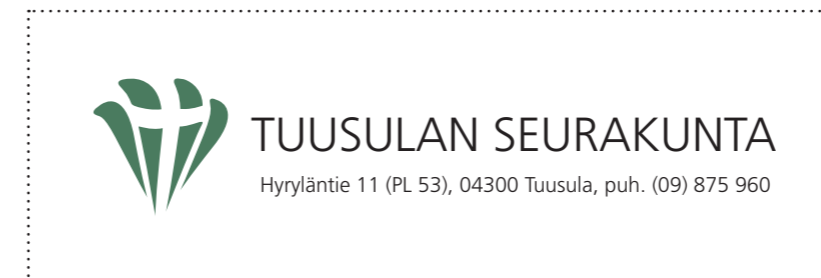 TUUSULAN SEURAKUNTA
Hyryläntie 11 (PL 53), 04300 Tuusula, puh. (09) 875 960